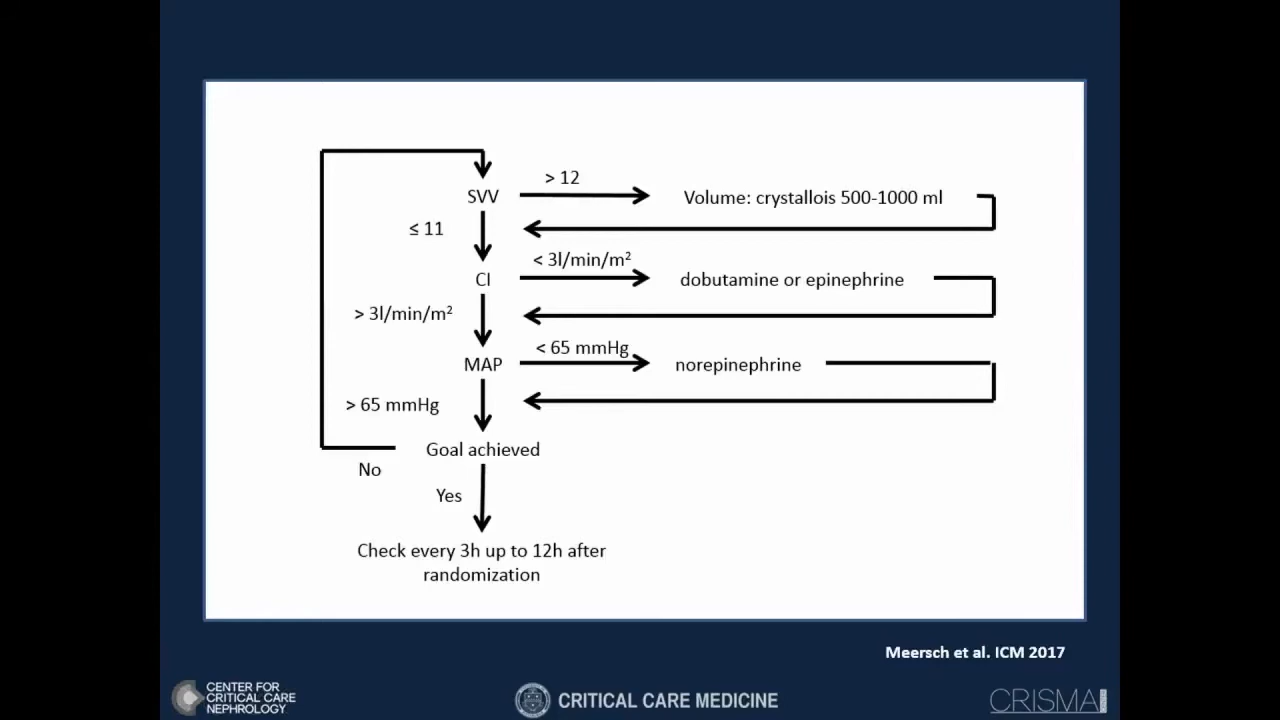 > 12
SVV
Volume: crystallois 500-1000 ml
≤ 11
< 3l/min/m²
CI
dobutamine or epinephrine
> 3l/min/m²
< 65 mmHg
MAP
norepinephrine
> 65 mmHg
Goal achieved
No
Yes
Check every 3h up to 12h after
randomization
Meersch et al. ICM 2017
CENTER FOR
CRITICAL CARE
NEPHROLOGY
CRITICAL CARE MEDICINE
CRISMA